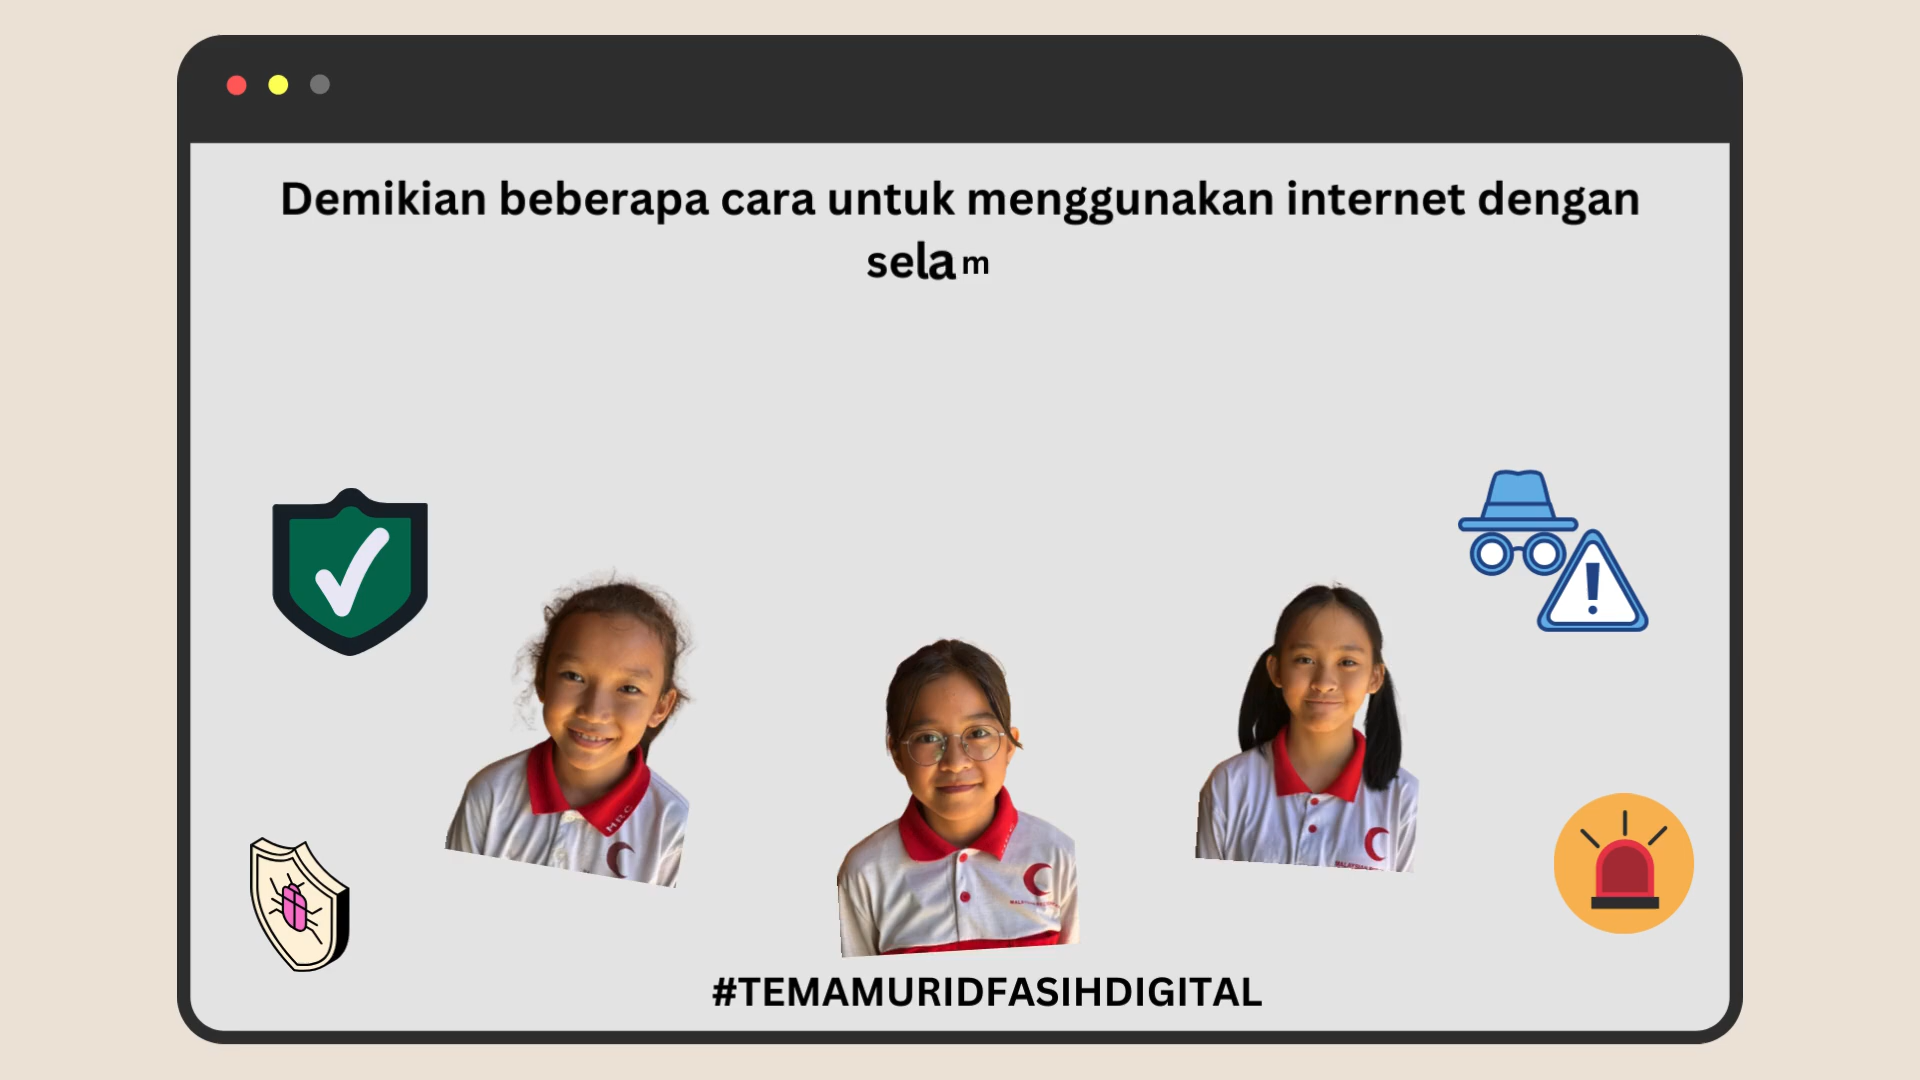 Demikian beberapa cara untuk menggunakan internet dengan
selam
#TEMAMURIDFASIHDIGITAL